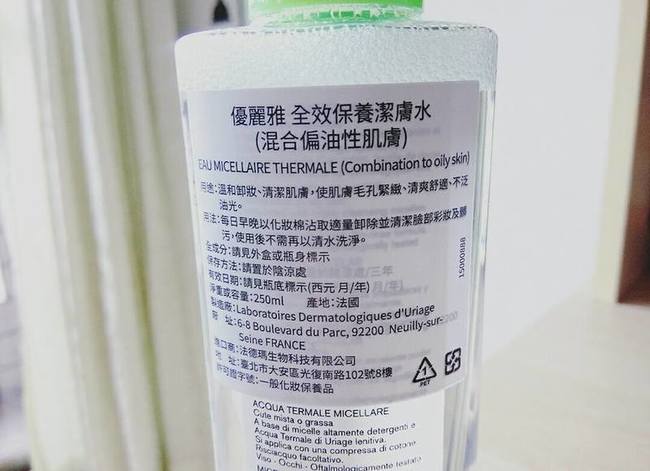 優麗雅 全效保養潔膚水
(混合偏油性肌膚)
EAU MICELLAIRE THERMALE (Combination to oily skin)
用途:溫和卸妝、清潔肌膚,使肌膚毛孔緊緻、清爽舒適、不泛
油光。
用法:每日早晚以化妝棉沾取適量卸除並清潔臉部彩妝及髒
污,使用後不需再以清水洗淨。
全成分:請見外盒或瓶身標示
保存方法:請置於陰涼處
有效日期:請見瓶底標示(西元 月/年)
淨重或容量:250ml 產地:法國
製造廠:Laboratoires Dermatologiques d'Uriage
廠 址:6-8 Boulevard du Parc, 92200 Neuilly-sur-
Seine FRANCE
進口商:法德瑪生物科技有限公司
地 址:臺北市大安區光復南路102號8樓
許可證字號:一般化妝保養品
15000888
1
PET
ACQUA TERMALE MICELLARE
Cute mista o grassa
A base di micelle altamente detergenti e
Acqua Termale di Uriage lenitiva.
Si applica con una compressa di cotone
Risciacquo facoltativo.
Viso - Occhi - Oftalmologicamente testato